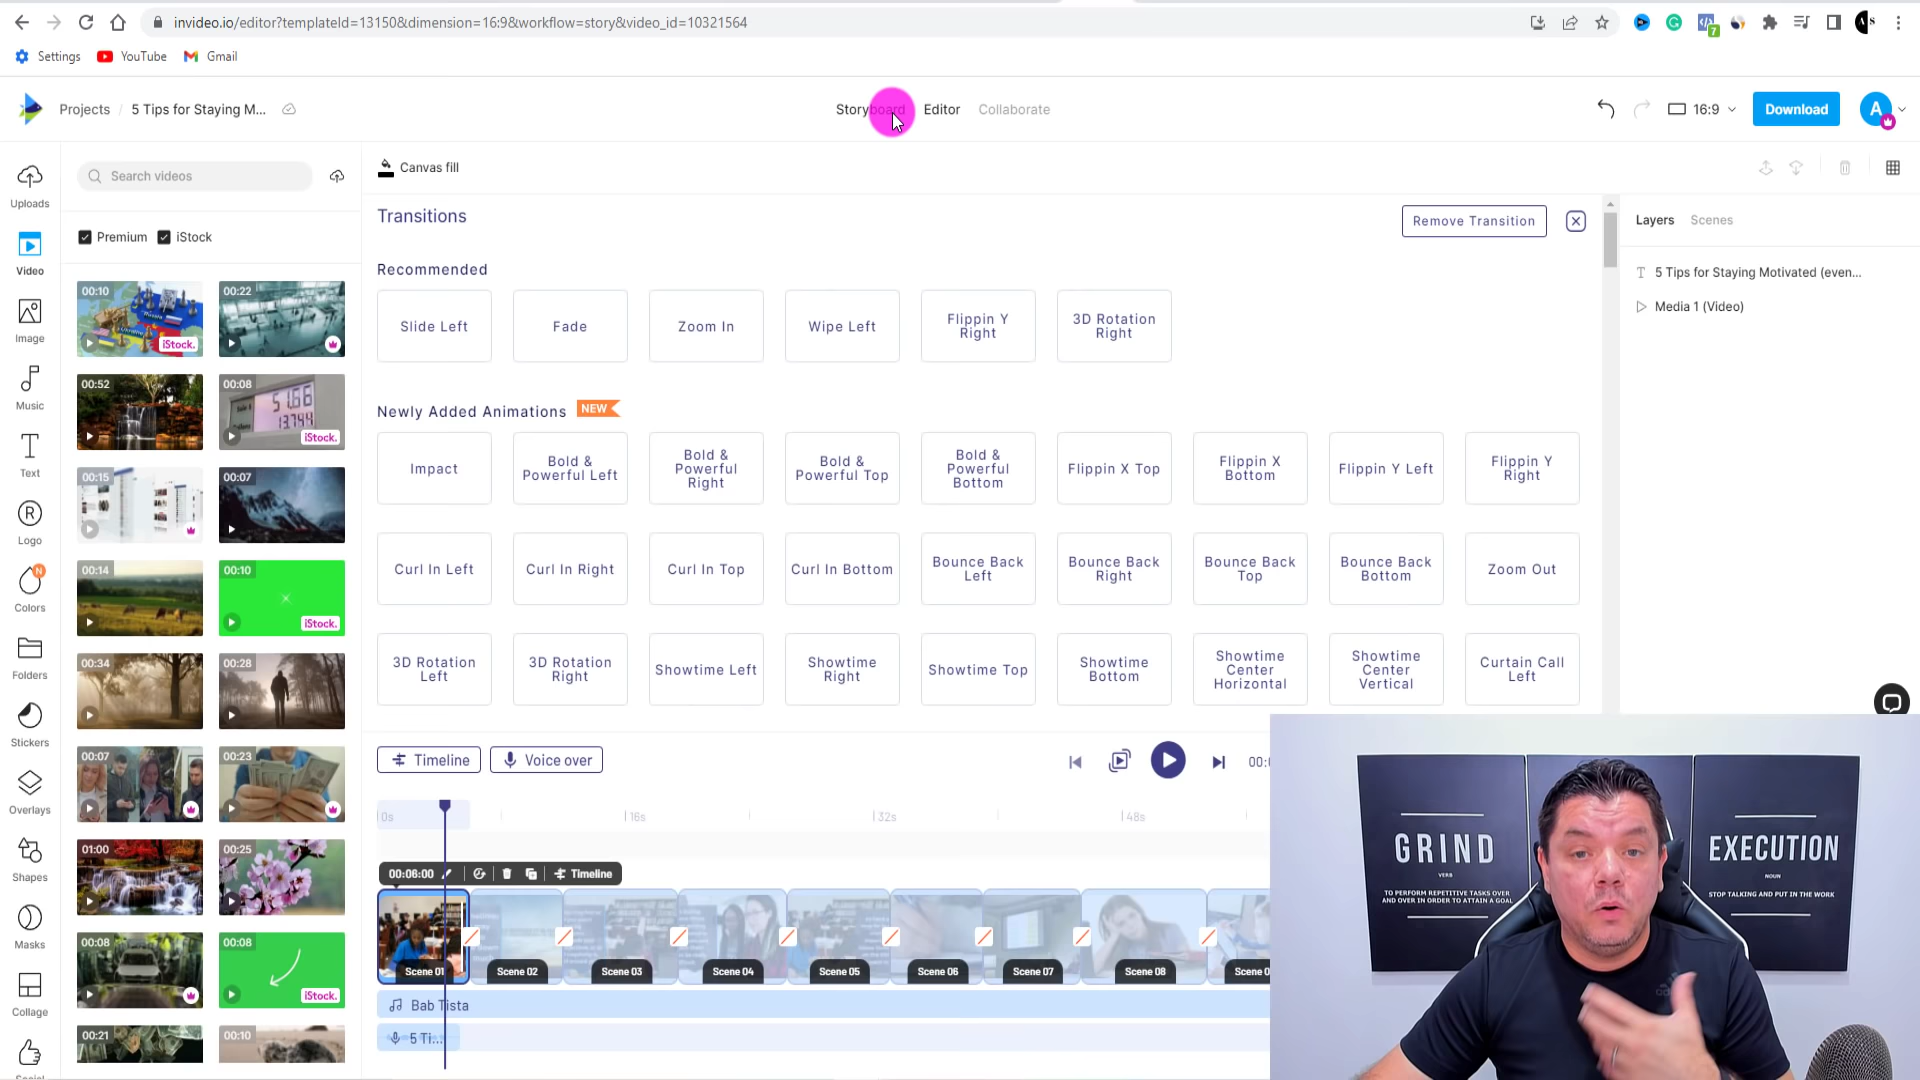 invideo.io/editor?templateId=13150&dimension=16:9&workflow=story&video_id=10321564
7
Settings
YouTube
Gmail
Projects / 5 Tips for Staying M...
Storyboard
Editor
Collaborate
16:9
Download
A
Uploads
Video
Image
Music
Text
Logo
N
Colors
Folders
Stickers
Overlays
Shapes
Masks
Collage
Search videos
Premium
iStock
00:10
iStock.
00:22
00:52
00:08
51.66
13.744
iStock.
00:15
00:07
00:14
00:10
iStock.
00:34
00:28
00:07
00:23
01:00
00:25
00:08
00:08
iStock.
00:21
00:10
Canvas fill
Transitions
Remove Transition
Recommended
Slide Left
Fade
Zoom In
Wipe Left
Flippin Y
Right
3D Rotation
Right
Newly Added Animations
NEW
Impact
Bold &
Powerful Left
Bold &
Powerful
Right
Bold &
Powerful Top
Bold &
Powerful
Bottom
Flippin X Top
Flippin X
Bottom
Flippin Y Left
Flippin Y
Right
Curl In Left
Curl In Right
Curl In Top
Curl In Bottom
Bounce Back
Left
Bounce Back
Right
Bounce Back
Top
Bounce Back
Bottom
Zoom Out
3D Rotation
Left
3D Rotation
Right
Showtime Left
Showtime
Right
Showtime Top
Showtime
Bottom
Showtime
Center
Horizontal
Showtime
Center
Vertical
Curtain Call
Left
Layers
Scenes
T 5 Tips for Staying Motivated (even...
Media 1 (Video)
Timeline
Voice over
0s
16s
32s
48s
00:06:00
Timeline
Scene 01
Scene 02
Scene 03
Scene 04
Scene 05
Scene 06
Scene 07
Scene 08
Bab Tista
5 Ti...
GRIND
VERB
TO PERFORM REPETITIVE TASKS OVER
AND OVER IN ORDER TO ATTAIN A GOAL
EXECUTION
NOUN
STOP TALKING AND PUT IN THE WORK